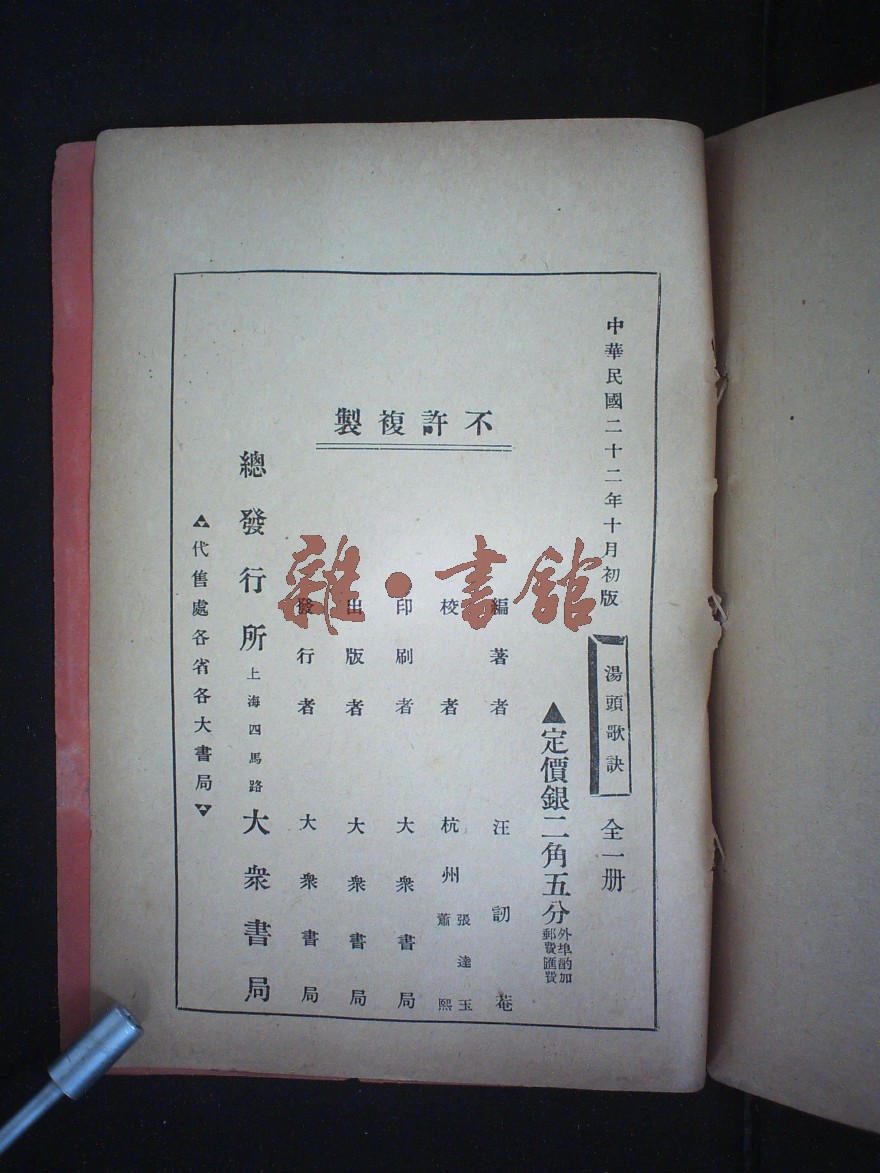 中華民國二十二年十月初版
湯頭歌訣
全一册
▲定價銀二角五分
外埠酌加
郵費匯費
不許複製
編著者 汪訒菴
校者 杭州 張達玉
蕭熙
印刷者 大衆書局
出版者 大衆書局
發行者 大衆書局
總發行所 上海四馬路 大衆書局
代售處各省各大書局
雜·書館